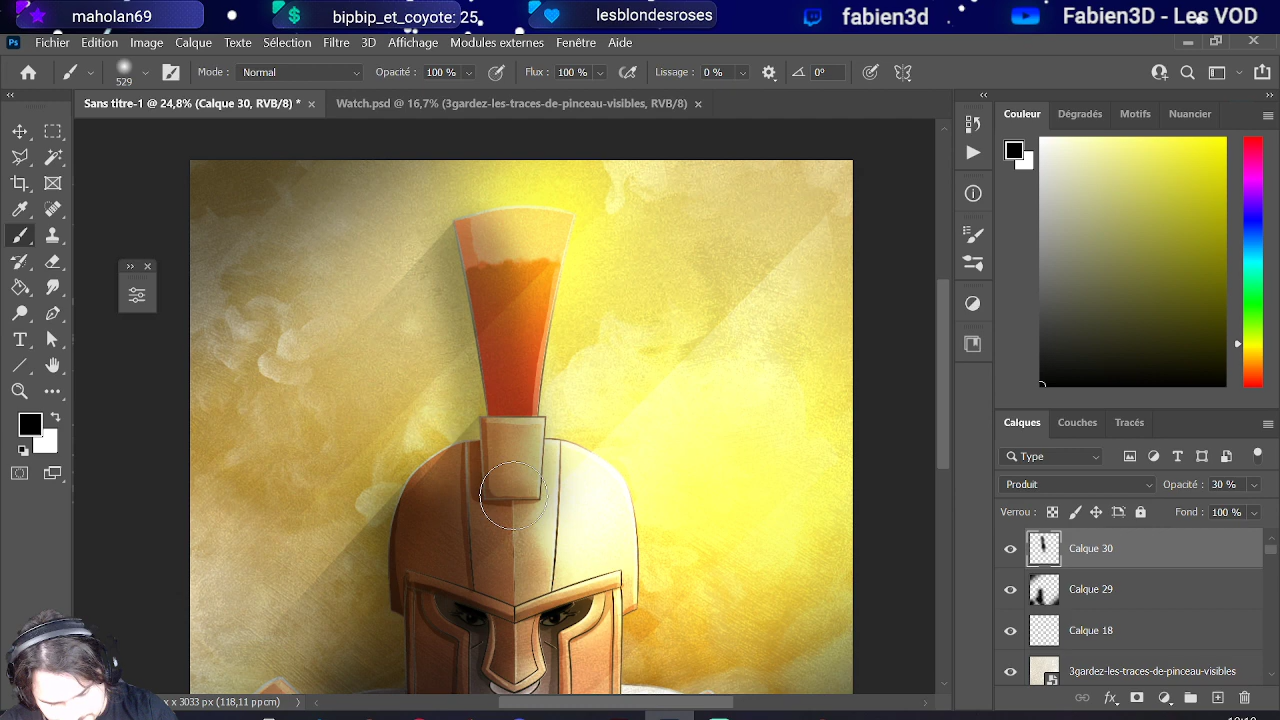 maholan69
bipbip_et_coyote: 25
lesblondesroses
fabien3d
Fabien3D - Les VOD
Ps Fichier Edition Image Calque Texte Sélection Filtre 3D Affichage Modules externes Fenêtre Aide
529 Mode : Normal Opacité : 100 % Flux : 100 % Lissage : 0 % 0°
Sans titre-1 @ 24,8% (Calque 30, RVB/8) *
Watch.psd @ 16,7% (3gardez-les-traces-de-pinceau-visibles, RVB/8)
Couleur Dégradés Motifs Nuancier
Calques Couches Tracés
Type
Produit Opacité : 30 %
Verrou : Fond : 100 %
Calque 30
Calque 29
Calque 18
3gardez-les-traces-de-pinceau-visibles
x 3033 px (118,11 ppcm)